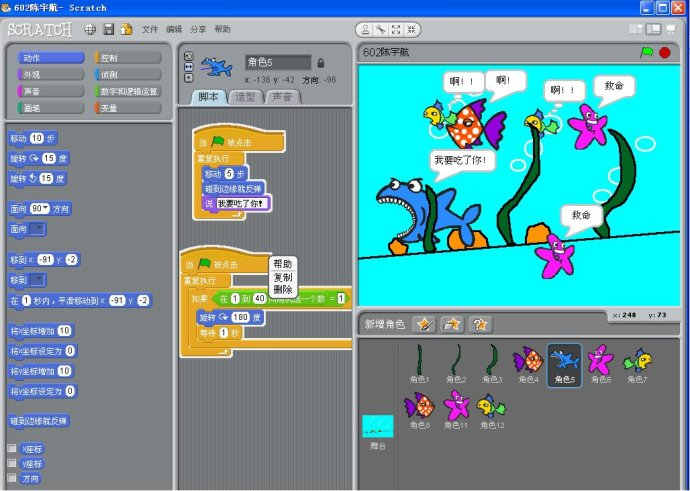 602陈宇航- Scratch
SCRATCH 文件 编辑 分享 帮助
动作 控制
外观 侦测
声音 数字和逻辑运算
画笔 变量
移动 10 步
旋转 15 度
旋转 15 度
面向 90 方向
面向
移到 x: -91 y: -2
移到
在 1 秒内，平滑移动到 x: -91 y: -2
将x坐标增加 10
将x坐标设定为 0
将y坐标增加 10
将y坐标设定为 0
碰到边缘就反弹
x座标
y座标
方向
角色5
x: -136 y: -42 方向: -96
脚本 造型 声音
当 被点击
重复执行
移动 5 步
碰到边缘就反弹
说 我要吃了你！
当 被点击
重复执行
如果 在 1 到 40 间随机选一个数 = 1
旋转 180 度
等待 1 秒
帮助
复制
删除
602陈宇航
啊！！ 啊！
啊！！
救命
我要吃了你！
救命
x: 248 y: 73
新增角色
角色1 角色2 角色3 角色4 角色5 角色6 角色7
舞台
角色8 角色11 角色12